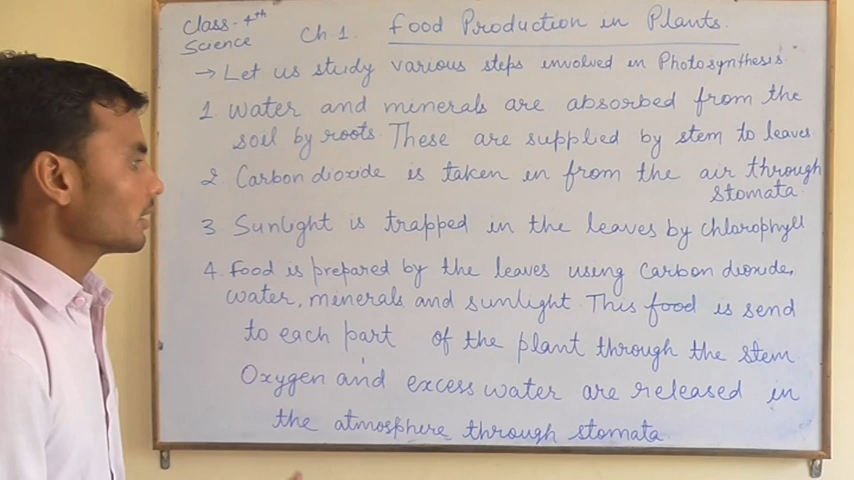 Class-4th
Science
Ch 1. Food Production in Plants.
→ Let us study various steps involved in Photosynthesis.
1. Water and minerals are absorbed from the
soil by roots. These are supplied by stem to leaves
2 Carbondioxide is taken in from the air through
stomata.
3 Sunlight is trapped in the leaves by chlorophyll
4. Food is prepared by the leaves using Carbon dioxide,
water, minerals and sunlight. This food is send
to each part of the plant through the stem.
Oxygen and excess water are released in
the atmosphere through stomata.